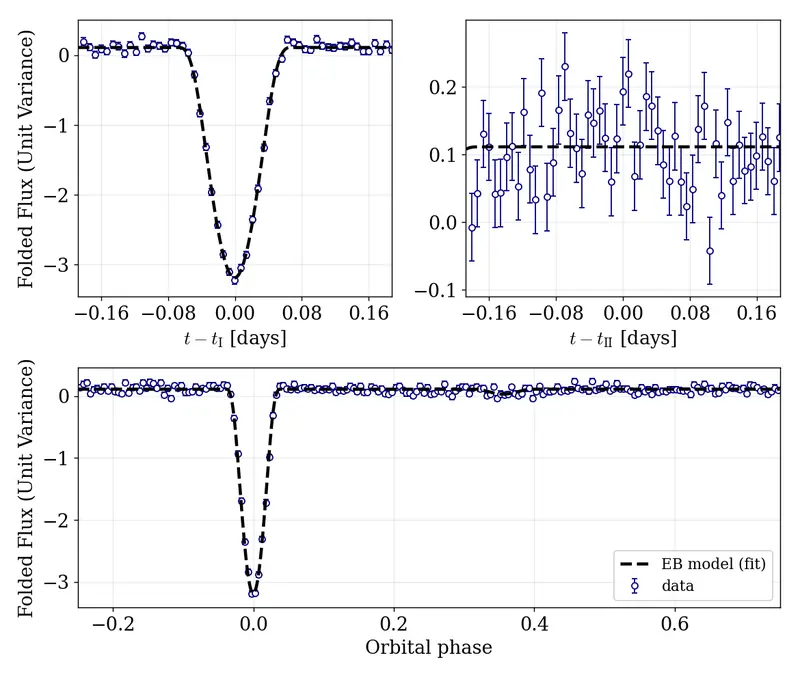 Folded Flux (Unit Variance)
0
−1
−2
−3
−0.16 −0.08 0.00 0.08 0.16
t − tI [days]
0.2
0.1
0.0
−0.1
−0.16 −0.08 0.00 0.08 0.16
t − tII [days]
Folded Flux (Unit Variance)
0
−1
−2
−3
EB model (fit)
data
−0.2 0.0 0.2 0.4 0.6
Orbital phase